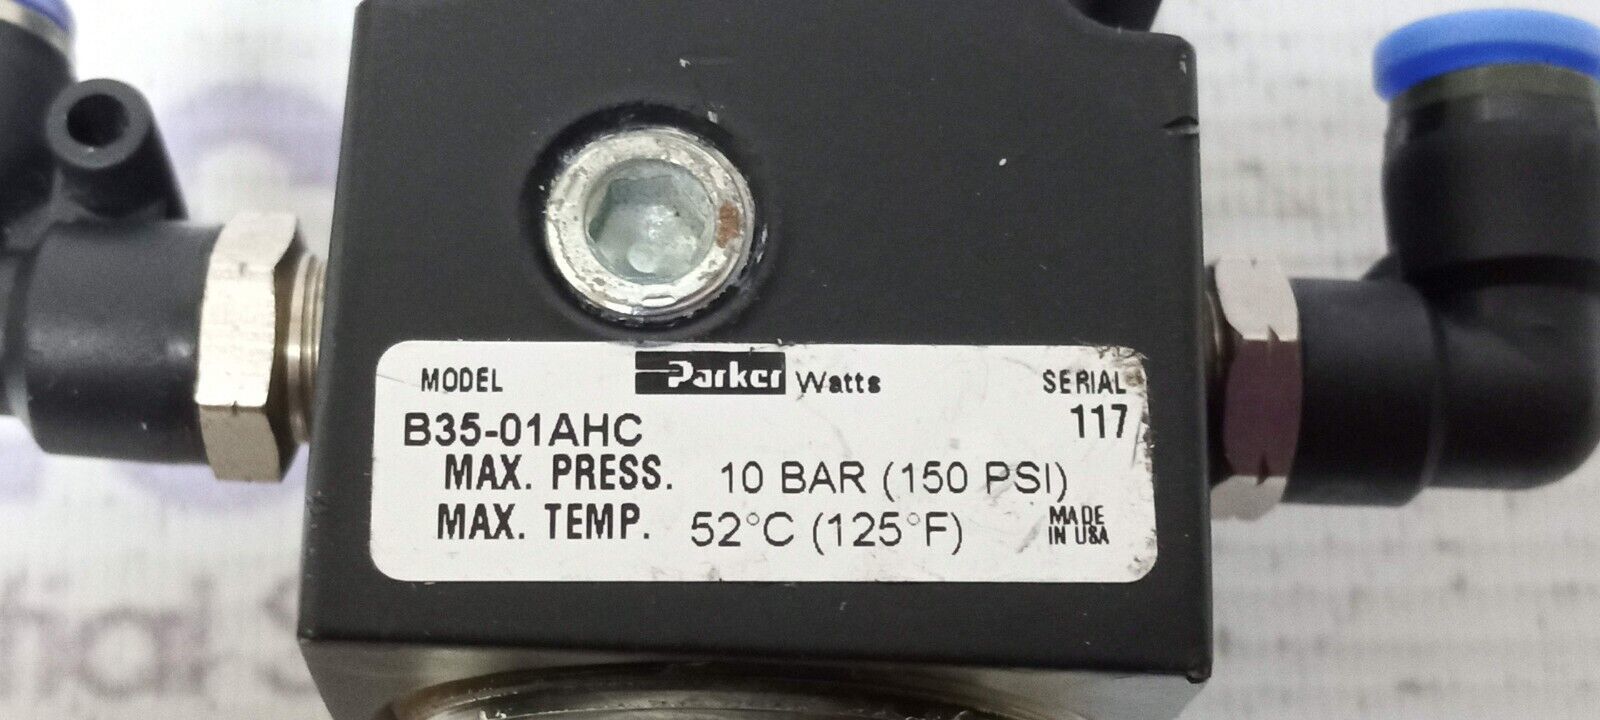 MODEL Parker Watts SERIAL
B35-01AHC 117
MAX. PRESS. 10 BAR (150 PSI)
MAX. TEMP. 52°C (125°F) MADE
IN USA